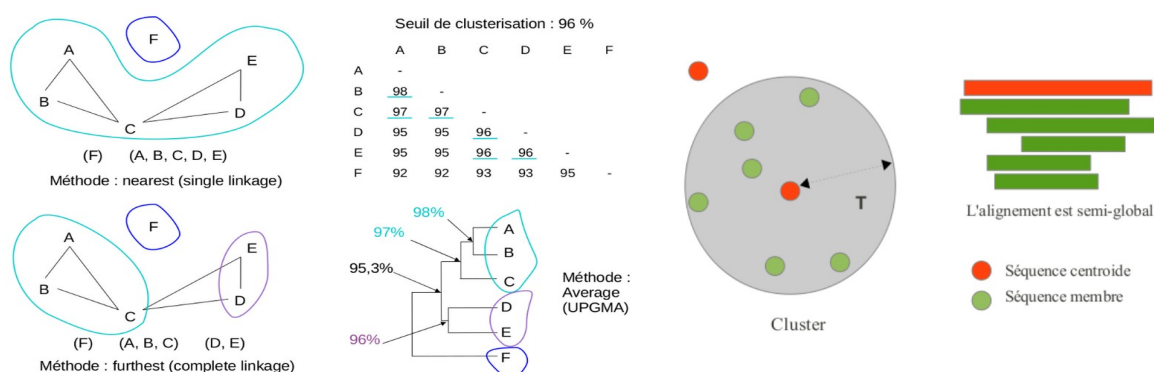 A
B
C
D
E
F
(F) (A, B, C, D, E)
Méthode : nearest (single linkage)
A
B
C
D
E
F
(F) (A, B, C) (D, E)
Méthode : furthest (complete linkage)
Seuil de clusterisation : 96 %
A B C D E F
A -
B 98 -
C 97 97 -
D 95 95 96 -
E 95 95 96 96 -
F 92 92 93 93 95 -
98%
97%
95,3%
96%
A
B
C
D
E
F
Méthode :
Average
(UPGMA)
T
Cluster
L'alignement est semi-global
Séquence centroide
Séquence membre